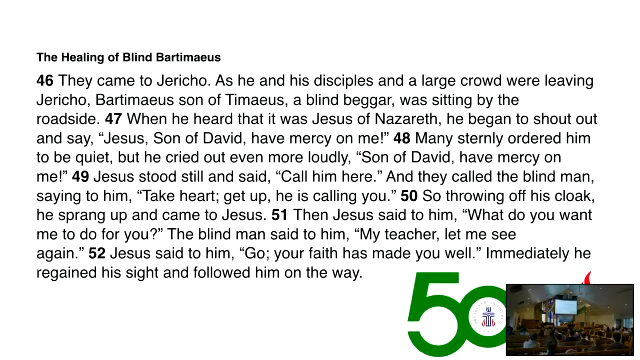 The Healing of Blind Bartimaeus
46 They came to Jericho. As he and his disciples and a large crowd were leaving
Jericho, Bartimaeus son of Timaeus, a blind beggar, was sitting by the
roadside. 47 When he heard that it was Jesus of Nazareth, he began to shout out
and say, “Jesus, Son of David, have mercy on me!” 48 Many sternly ordered him
to be quiet, but he cried out even more loudly, “Son of David, have mercy on
me!” 49 Jesus stood still and said, “Call him here.” And they called the blind man,
saying to him, “Take heart; get up, he is calling you.” 50 So throwing off his cloak,
he sprang up and came to Jesus. 51 Then Jesus said to him, “What do you want
me to do for you?” The blind man said to him, “My teacher, let me see
again.” 52 Jesus said to him, “Go; your faith has made you well.” Immediately he
regained his sight and followed him on the way.
50